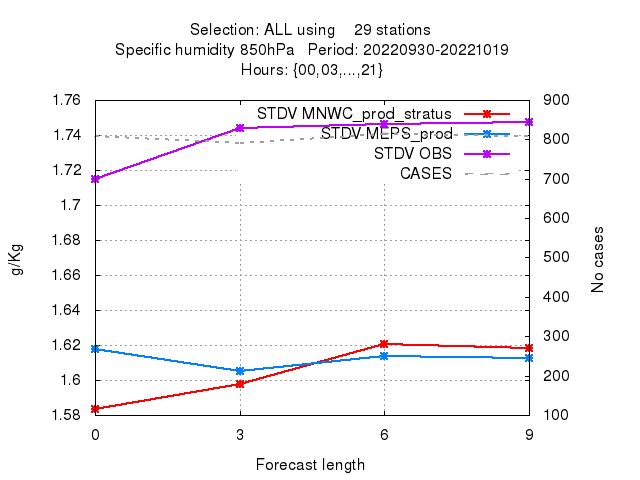 Selection: ALL using    29 stations
Specific humidity 850hPa   Period: 20220930-20221019
Hours: {00,03,...,21}
1.76
1.74
1.72
1.7
1.68
1.66
1.64
1.62
1.6
1.58
g/Kg
STDV MNWC_prod_stratus
STDV MEPS_prod
STDV OBS
CASES
900
800
700
600
500
400
300
200
100
No cases
0
3
6
9
Forecast length